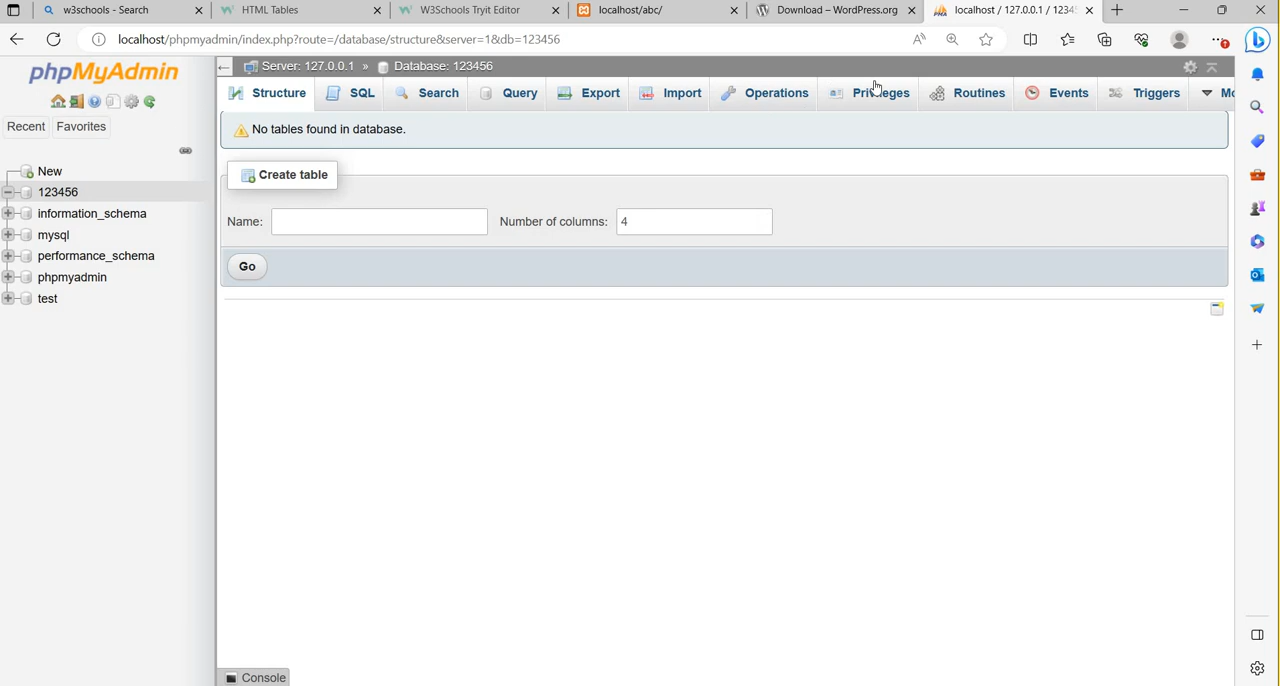 w3schools - Search
HTML Tables
W3Schools Tryit Editor
localhost/abc/
Download – WordPress.org
localhost / 127.0.0.1 / 1234
localhost/phpmyadmin/index.php?route=/database/structure&server=1&db=123456
phpMyAdmin
Recent
Favorites
New
123456
information_schema
mysql
performance_schema
phpmyadmin
test
Server: 127.0.0.1 » Database: 123456
Structure
SQL
Search
Query
Export
Import
Operations
Privileges
Routines
Events
Triggers
Mo
No tables found in database.
Create table
Name:
Number of columns: 4
Go
Console